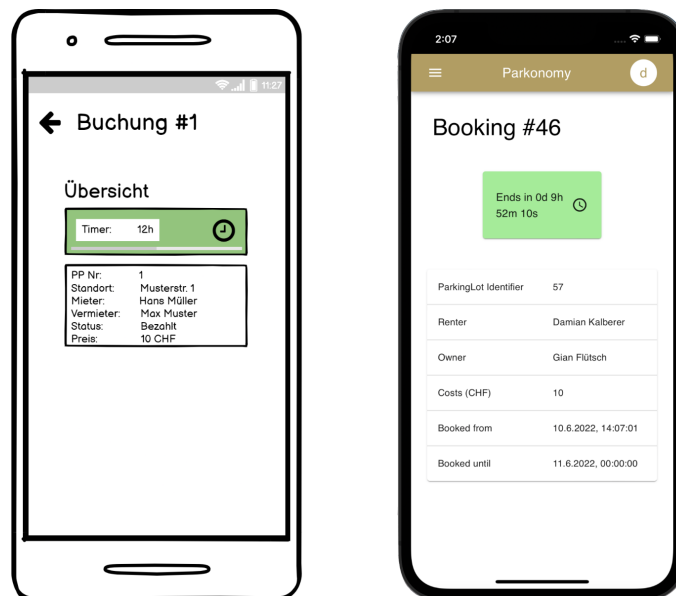 11:27
Buchung #1
Übersicht
Timer: 12h
PP Nr: 1
Standort: Musterstr. 1
Mieter: Hans Müller
Vermieter: Max Muster
Status: Bezahlt
Preis: 10 CHF
2:07
Parkonomy d
Booking #46
Ends in 0d 9h
52m 10s
ParkingLot Identifier 57
Renter Damian Kalberer
Owner Gian Flütsch
Costs (CHF) 10
Booked from 10.6.2022, 14:07:01
Booked until 11.6.2022, 00:00:00